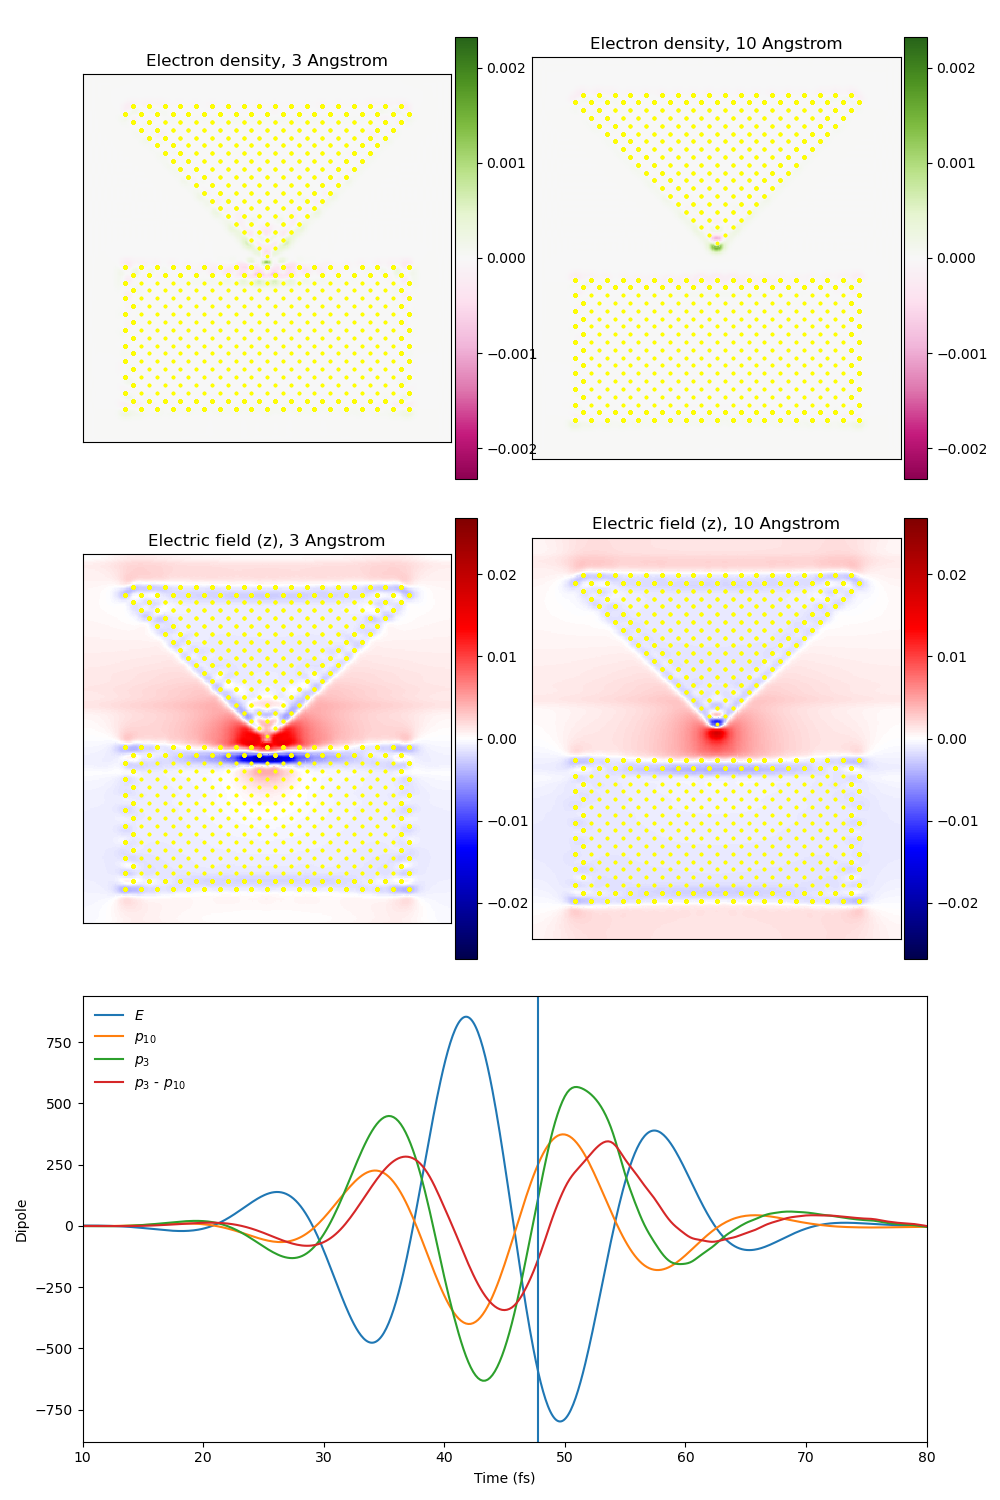 Electron density, 3 Angstrom
0.002
0.001
0.000
−0.001
−0.002
Electron density, 10 Angstrom
0.002
0.001
0.000
−0.001
−0.002
Electric field (z), 3 Angstrom
0.02
0.01
0.00
−0.01
−0.02
Electric field (z), 10 Angstrom
0.02
0.01
0.00
−0.01
−0.02
E
p10
p3
p3 - p10
750
500
250
0
−250
−500
−750
Dipole
10 20 30 40 50 60 70 80
Time (fs)